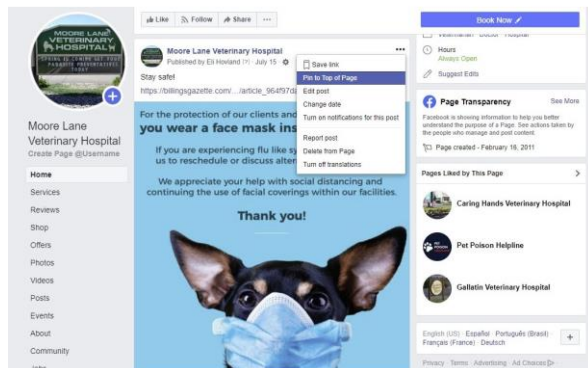 MOORE LANE
VETERINARY
HOSPITAL
Moore Lane
Veterinary Hospital
Create Page @Username
Home
Services
Reviews
Shop
Offers
Photos
Videos
Posts
Events
About
Community
Like Follow Share ...
Moore Lane Veterinary Hospital
Published by Eli Hovland [?] · July 15 ·
Stay safe!
https://billingsgazette.com/.../article_964f97da
Save link
Pin to Top of Page
Edit post
Change date
Turn on notifications for this post
Report post
Delete from Page
Turn off translations
For the protection of our clients and
you wear a face mask ins
If you are experiencing flu like sy
us to reschedule or discuss alter
We appreciate your help with social distancing and
continuing the use of facial coverings within our facilities.
Thank you!
Book Now
Veterinarian · Doctor · Hospital
Hours
Always Open
Suggest Edits
Page Transparency See More
Facebook is showing information to help you better
understand the purpose of a Page. See actions taken by
the people who manage and post content.
Page created - February 16, 2011
Pages Liked by This Page
Caring Hands Veterinary Hospital
Pet Poison Helpline
Gallatin Veterinary Hospital
English (US) · Español · Português (Brasil) ·
Français (France) · Deutsch
Privacy · Terms · Advertising · Ad Choices